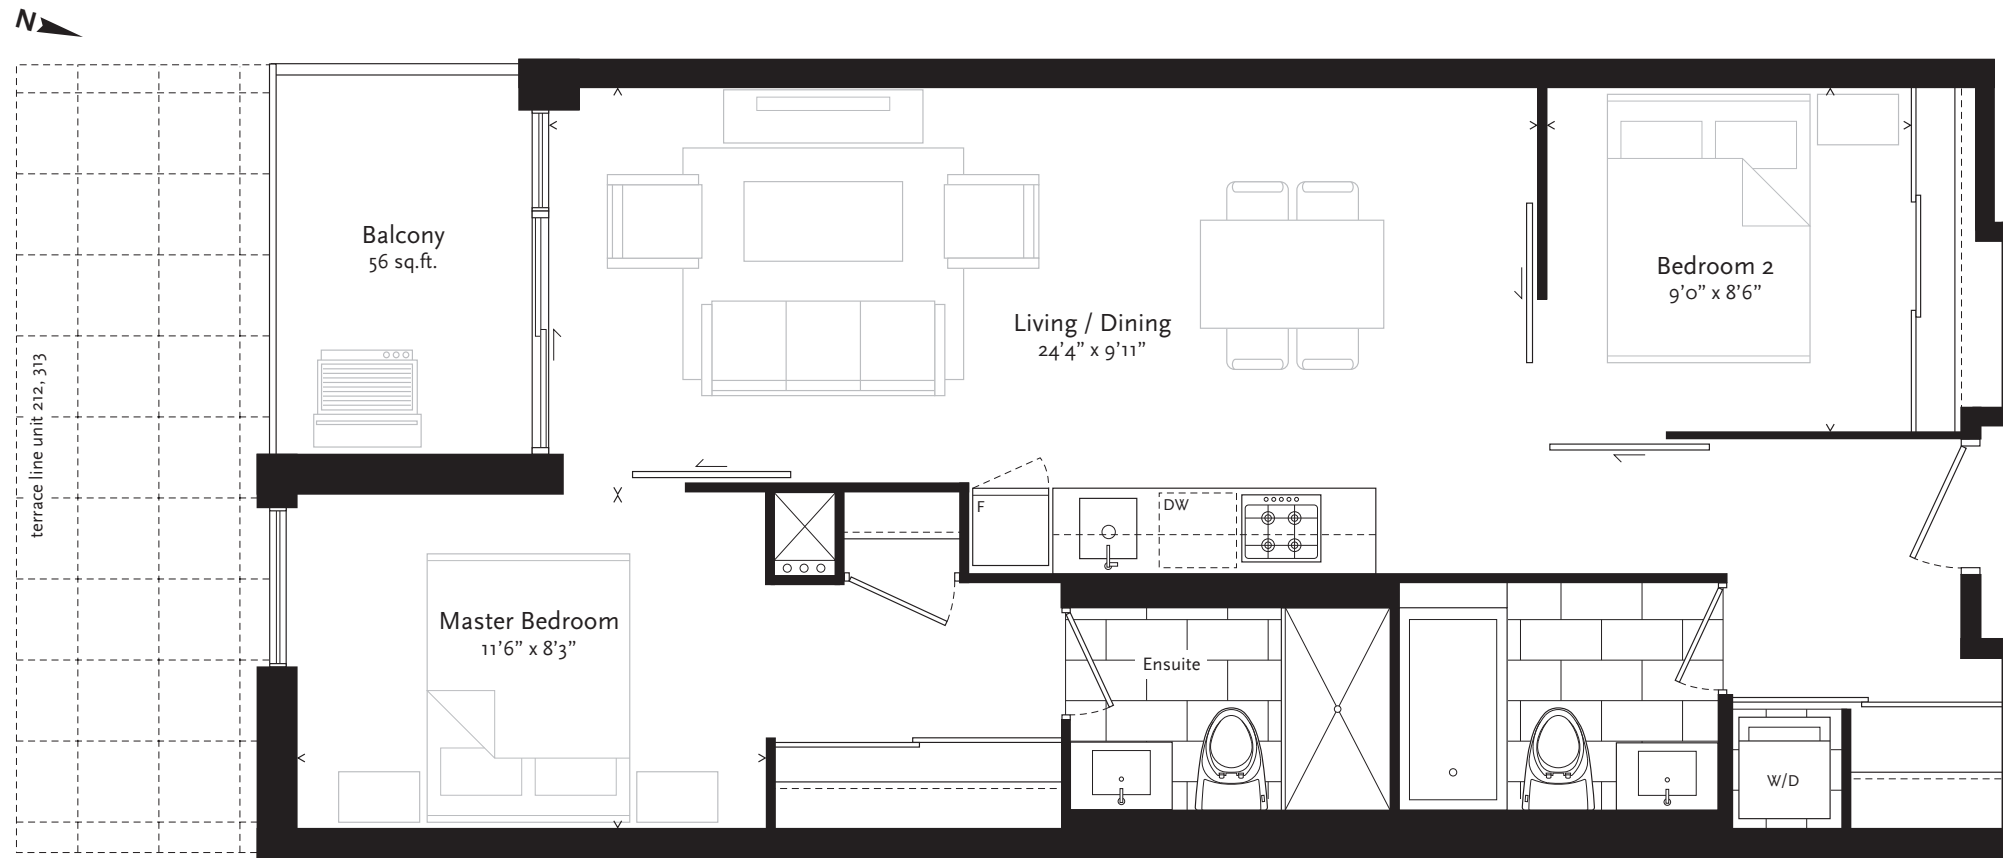 N
Balcony
56 sq.ft.
terrace line unit 212, 313
Living / Dining
24’4” x 9’11”
Bedroom 2
9’0” x 8’6”
F
DW
Master Bedroom
11’6” x 8’3”
Ensuite
W/D